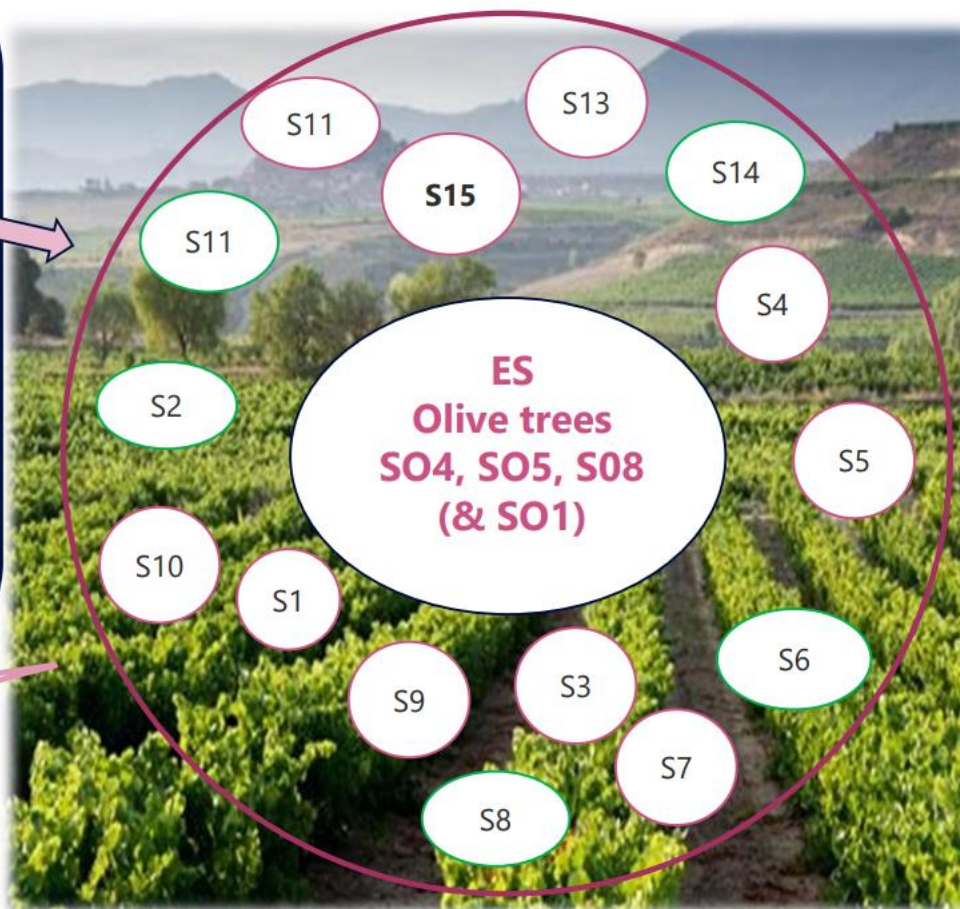 S13
S11
S14
S15
S11
S4
ES
Olive trees
SO4, SO5, S08
(& SO1)
S2
S5
S10
S1
S6
S3
S9
S7
S8